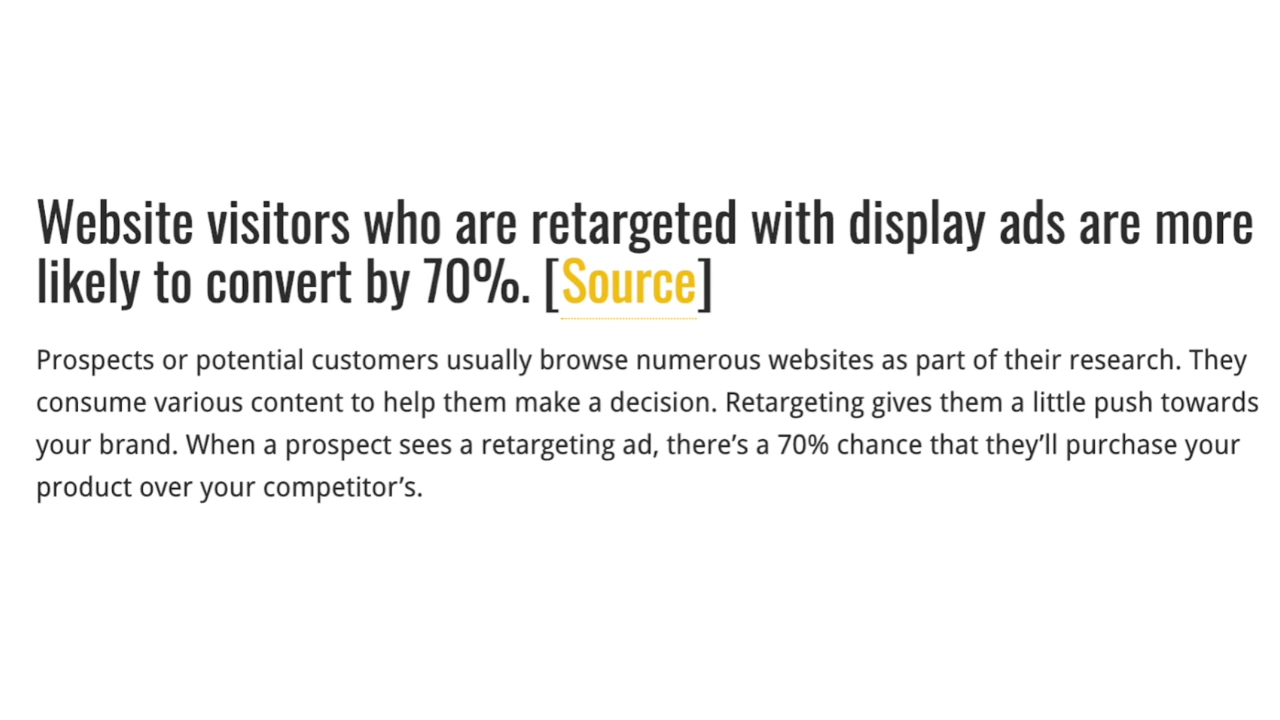 Website visitors who are retargeted with display ads are more
likely to convert by 70%. [Source]
Prospects or potential customers usually browse numerous websites as part of their research. They
consume various content to help them make a decision. Retargeting gives them a little push towards
your brand. When a prospect sees a retargeting ad, there’s a 70% chance that they’ll purchase your
product over your competitor’s.